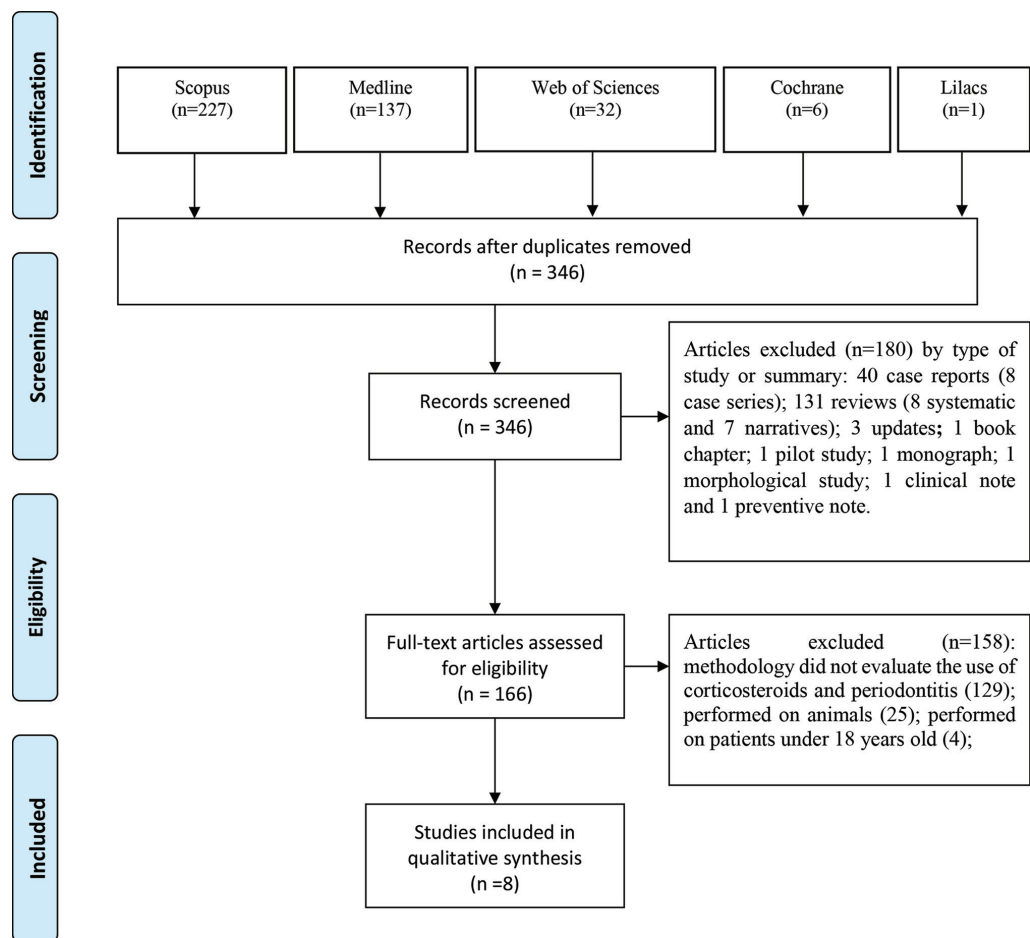 Identification
Scopus
(n=227)
Medline
(n=137)
Web of Sciences
(n=32)
Cochrane
(n=6)
Lilacs
(n=1)
Records after duplicates removed
(n = 346)
Screening
Records screened
(n = 346)
Articles excluded (n=180) by type of
study or summary: 40 case reports (8
case series); 131 reviews (8 systematic
and 7 narratives); 3 updates; 1 book
chapter; 1 pilot study; 1 monograph; 1
morphological study; 1 clinical note
and 1 preventive note.
Eligibility
Full-text articles assessed
for eligibility
(n = 166)
Articles excluded (n=158):
methodology did not evaluate the use of
corticosteroids and periodontitis (129);
performed on animals (25); performed
on patients under 18 years old (4);
Included
Studies included in
qualitative synthesis
(n =8)